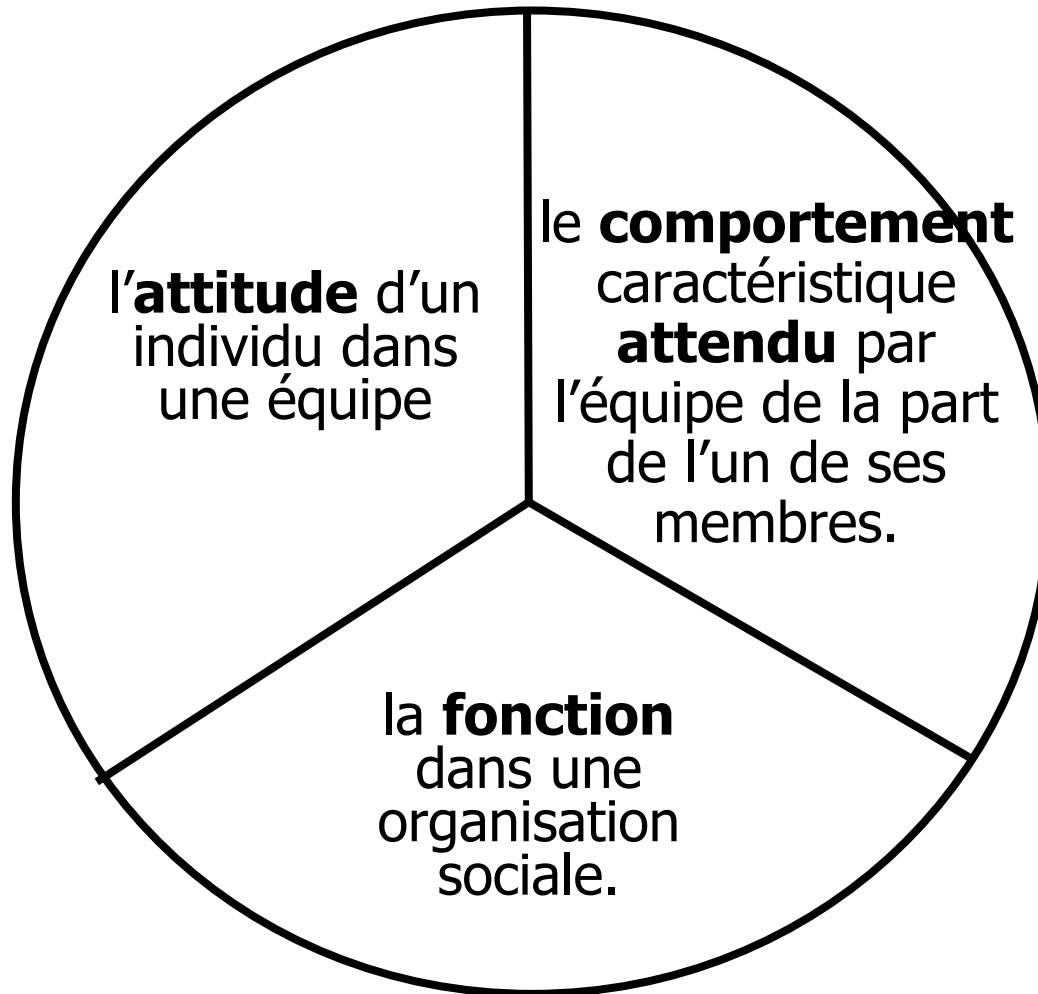 l’attitude d’un
individu dans
une équipe
le comportement
caractéristique
attendu par
l’équipe de la part
de l’un de ses
membres.
la fonction
dans une
organisation
sociale.